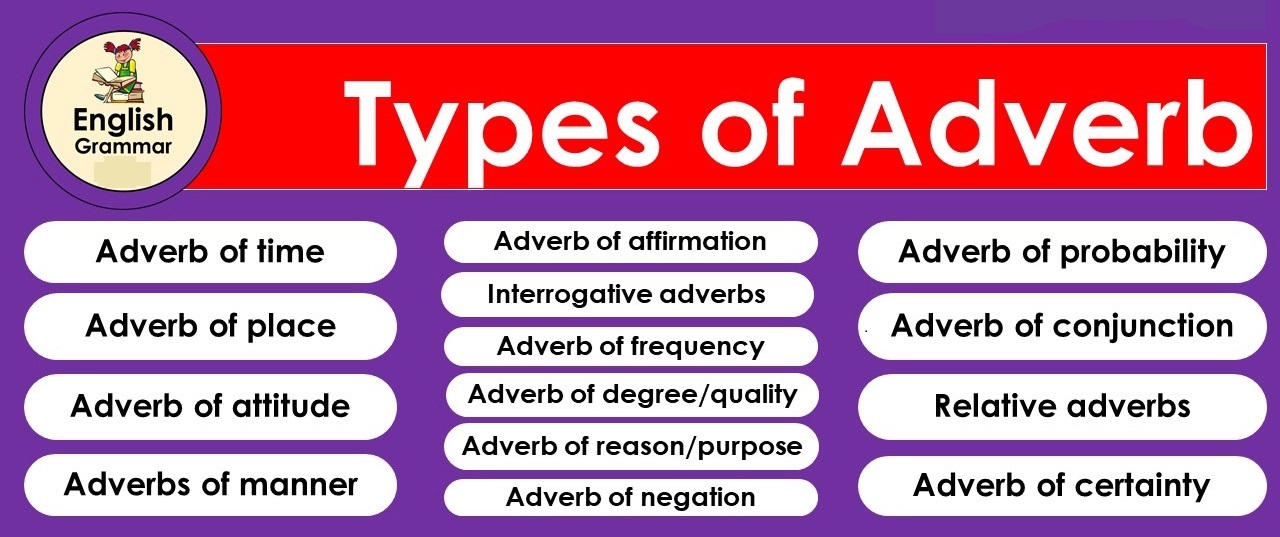 English
Grammar
Types of Adverb
Adverb of time
Adverb of place
Adverb of attitude
Adverbs of manner
Adverb of affirmation
Interrogative adverbs
Adverb of frequency
Adverb of degree/quality
Adverb of reason/purpose
Adverb of negation
Adverb of probability
Adverb of conjunction
Relative adverbs
Adverb of certainty